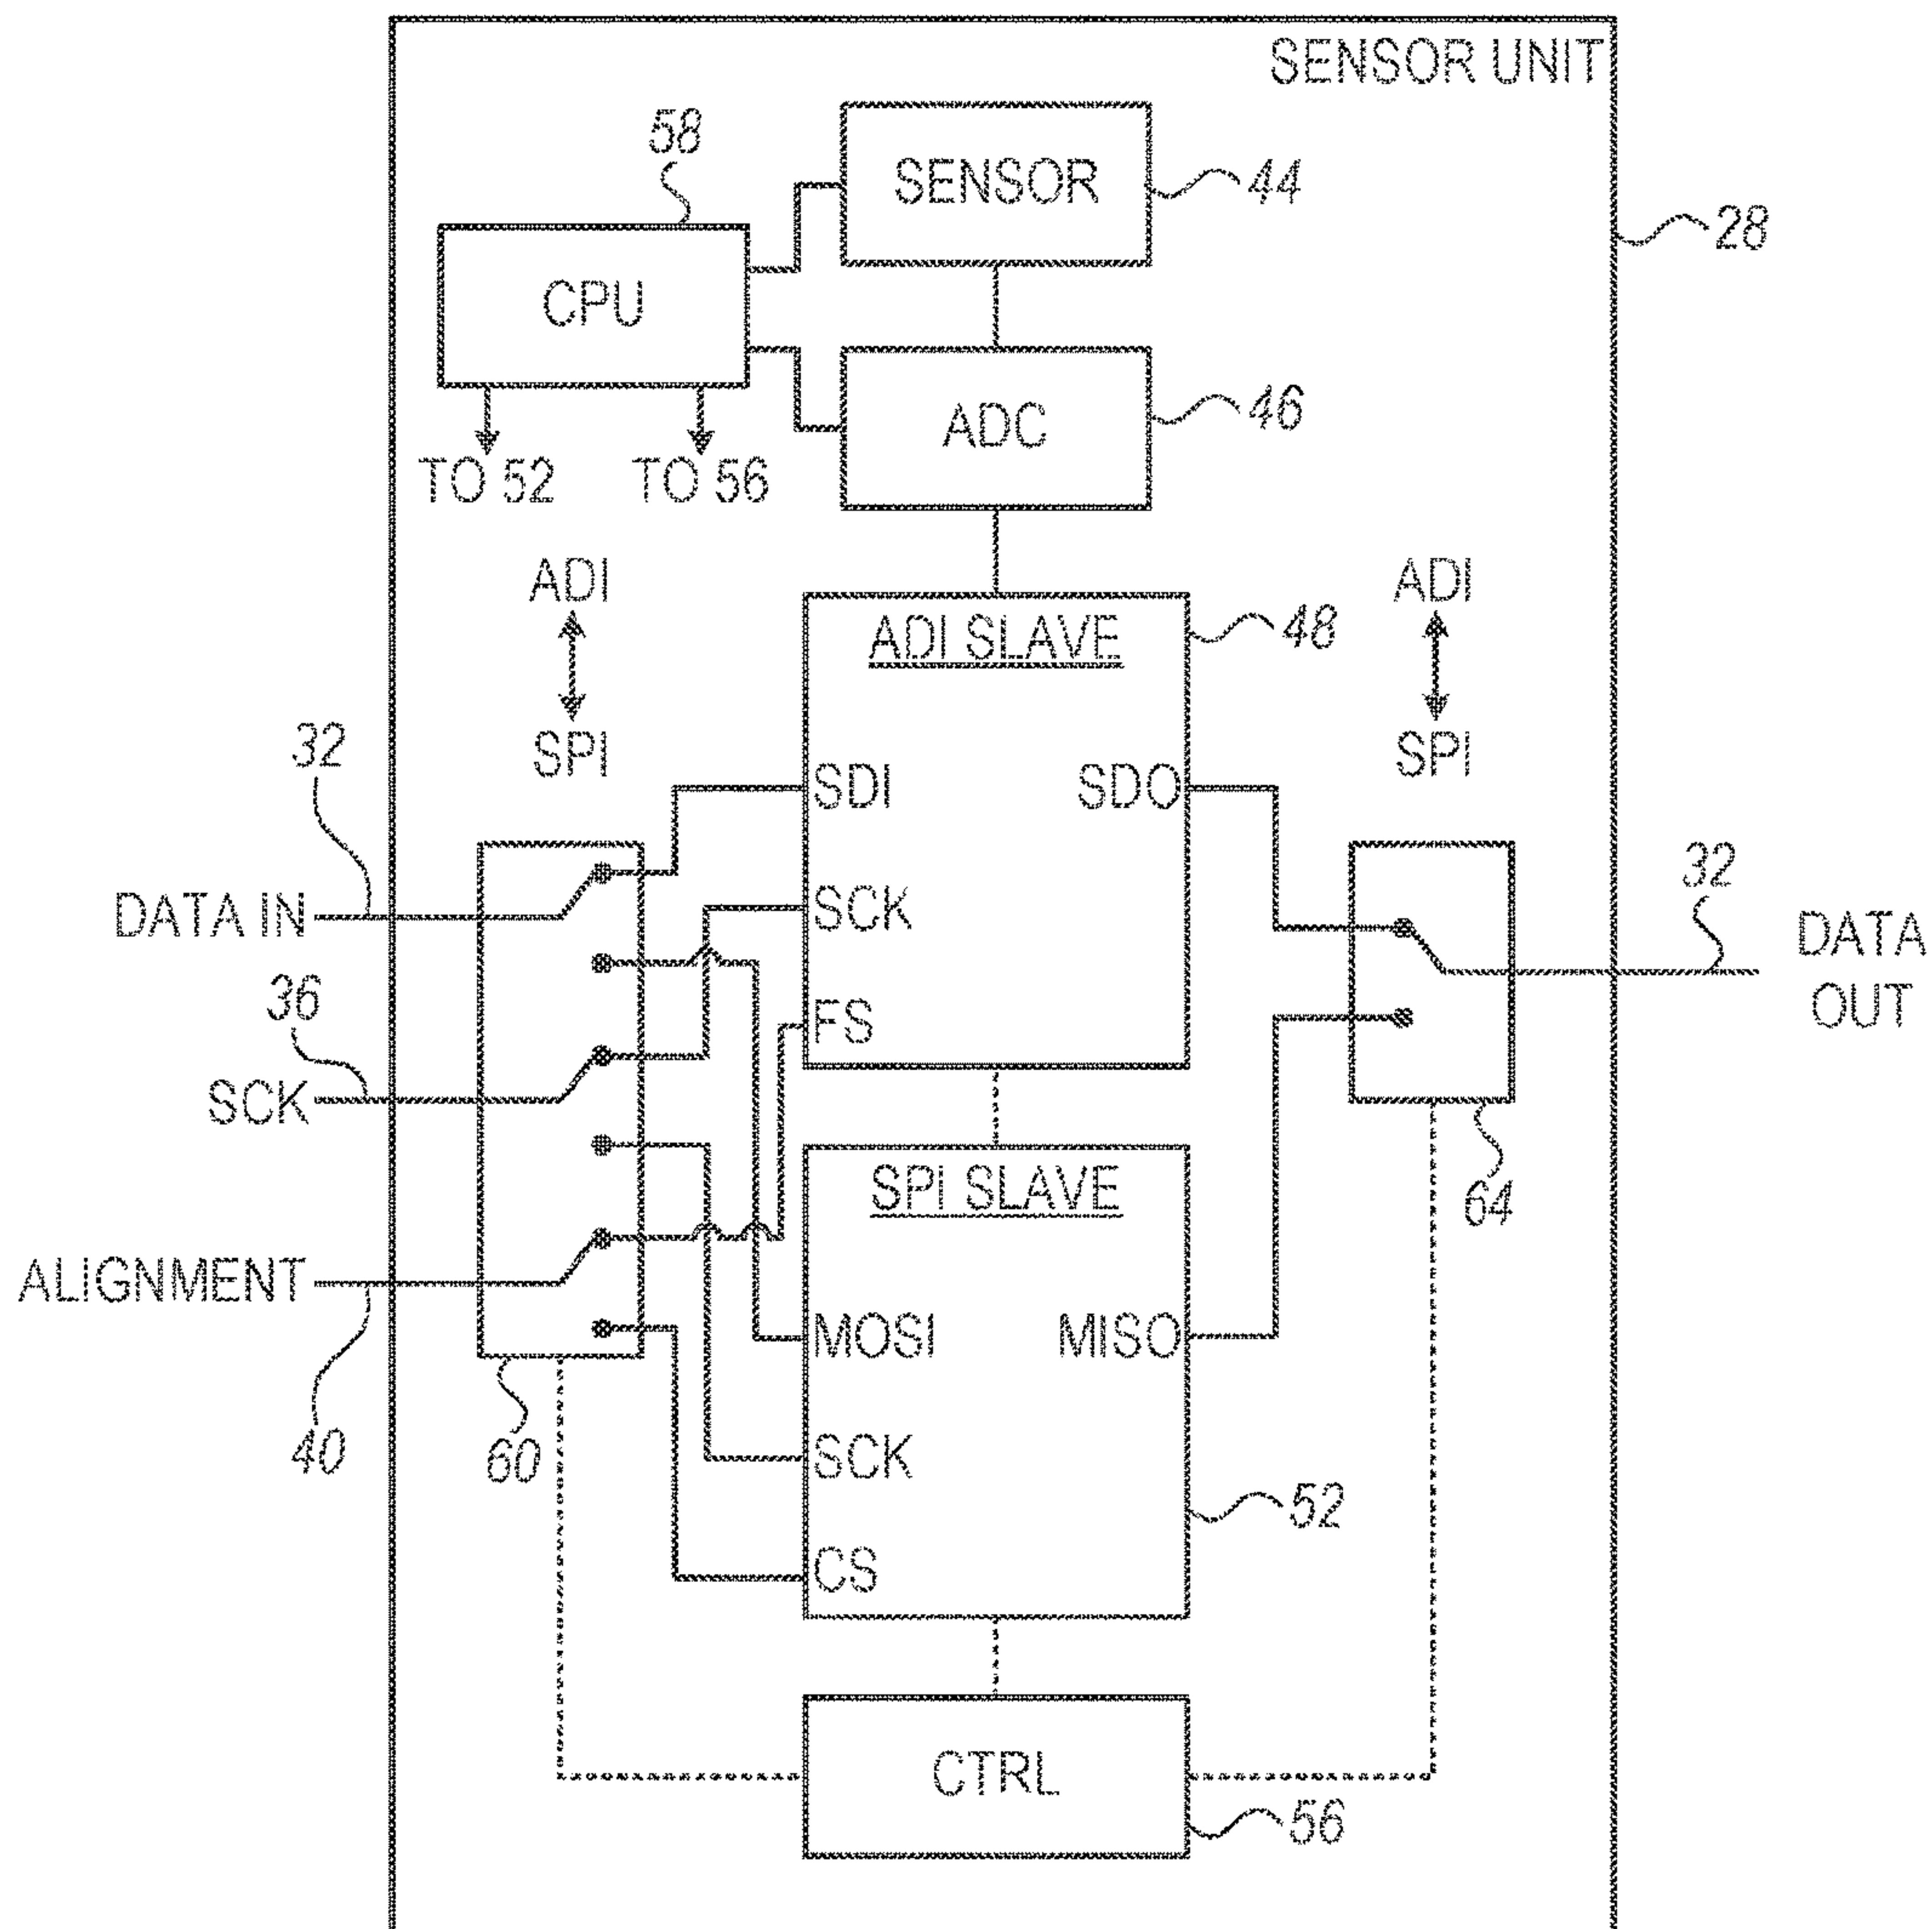 SENSOR UNIT
58
SENSOR
44
28
CPU
ADC
46
TO 52
TO 56
ADI
SPI
ADI SLAVE
48
ADI
SPI
32
SDI
SDO
DATA IN
SCK
32
DATA
OUT
36
FS
SCK
SPI SLAVE
64
ALIGNMENT
MOSI
MISO
40
60
SCK
52
CS
CTRL
56